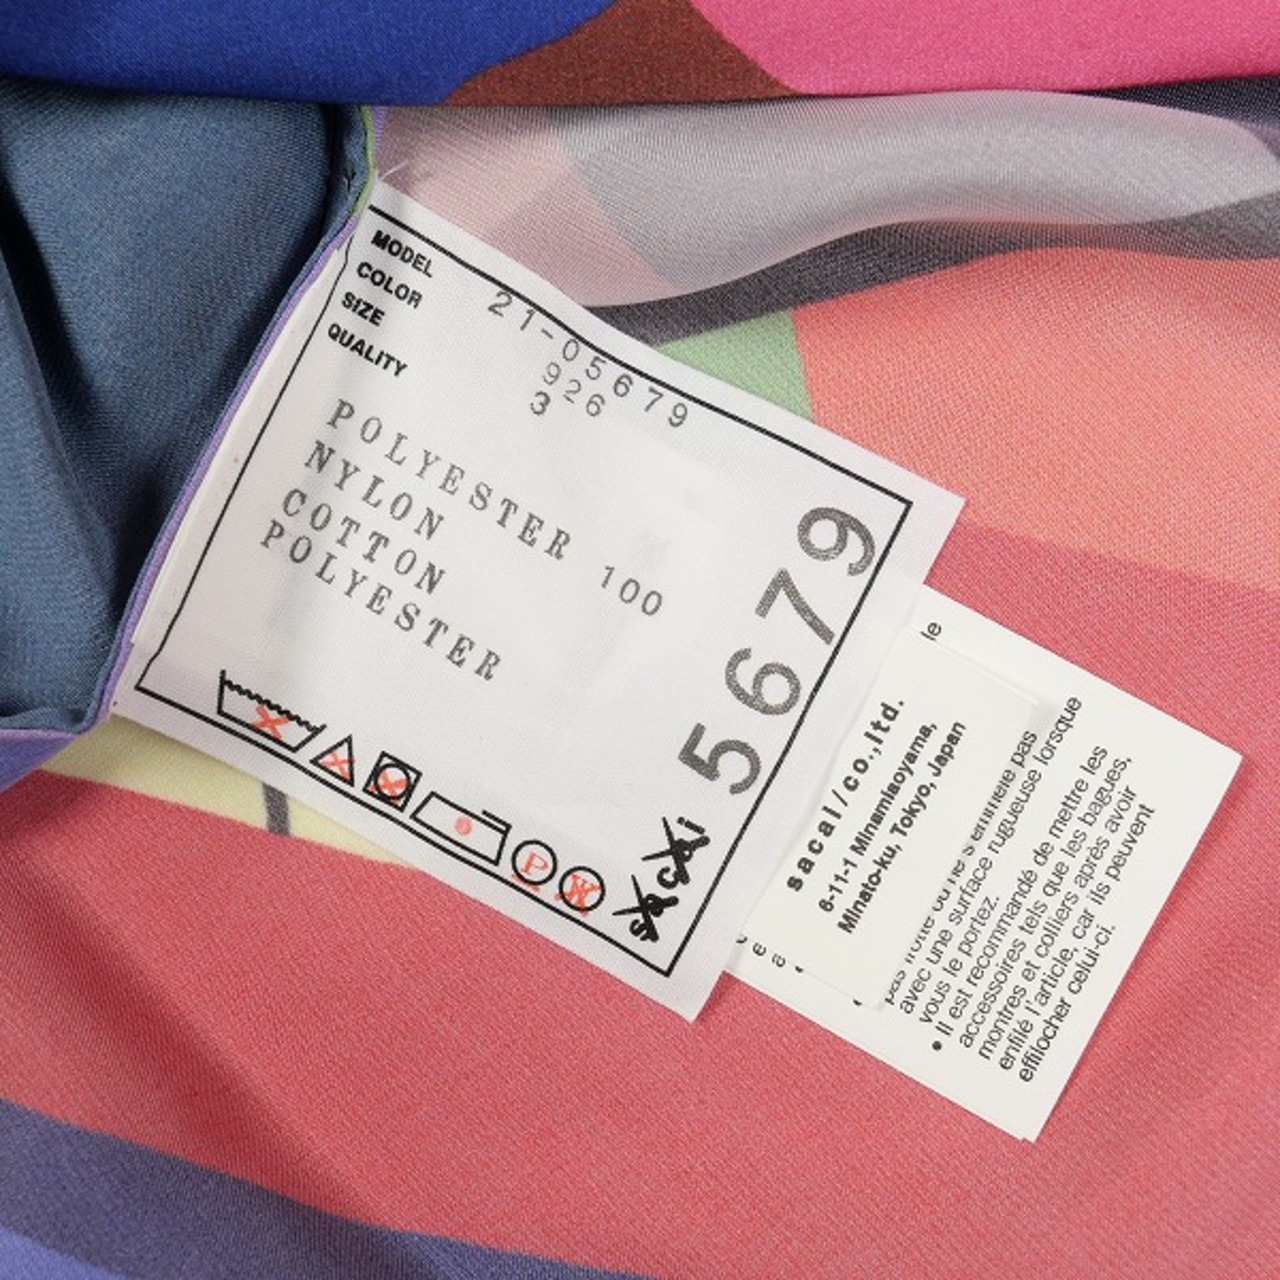 MODEL 21-05679
COLOR 926
SIZE 3
QUALITY
POLYESTER 100
NYLON
COTTON
POLYESTER
5679
P
W
sacai
le
sacai/co.,ltd.
6-11-1 Minamiaoyama,
Minato-ku, Tokyo, Japan
pas
avec une surface rugueuse lorsque
vous le portez.
• Il est recommandé de mettre les
accessoires tels que les bagues,
montres et colliers après avoir
enfilé l'article, car ils peuvent
effilocher celui-ci.